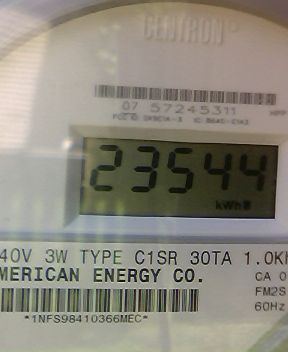 CENTRON
07 57245311
23544
kWh
40V 3W TYPE C1SR 30TA 1.0K
MERICAN ENERGY CO.
CA 0
FM2S
60Hz
*1NFS98410366MEC*